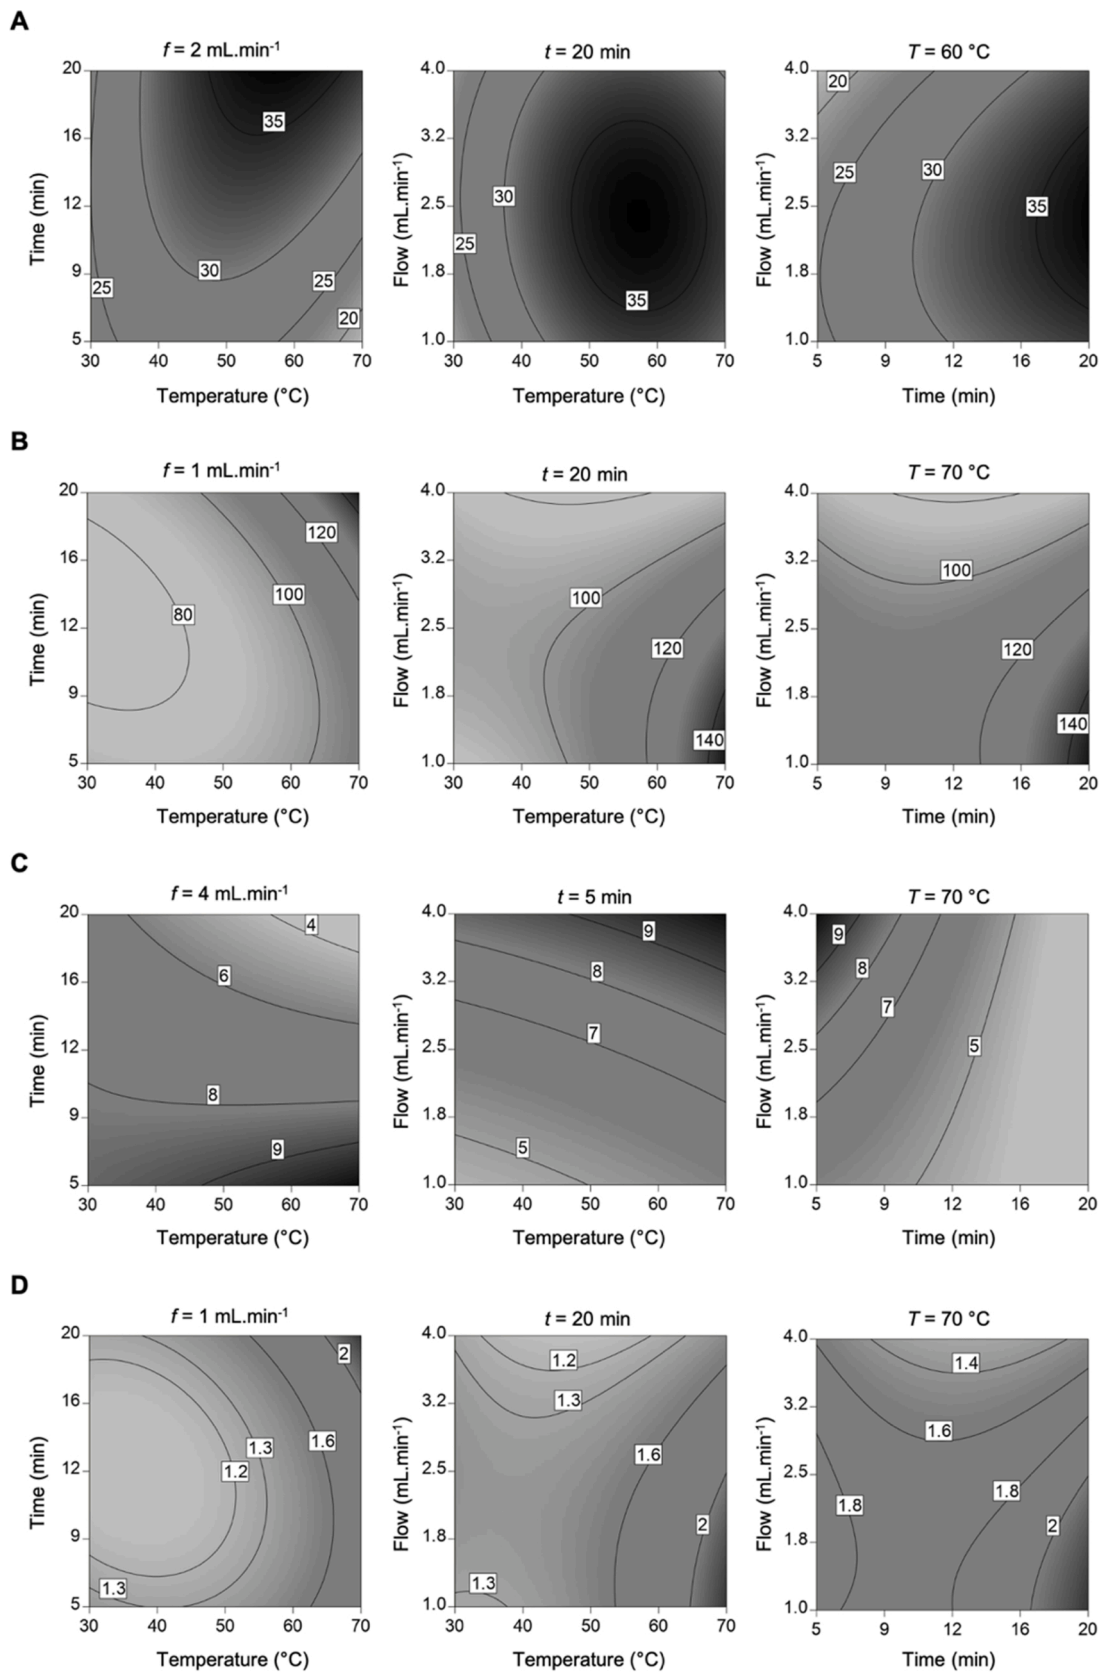 A
f = 2 mL.min-1
t = 20 min
T = 60 °C
20
16
12
9
5
Time (min)
35
30
25
25
20
30 40 50 60 70
Temperature (°C)
4.0
3.2
2.5
1.8
1.0
Flow (mL.min-1)
30
25
35
30 40 50 60 70
Temperature (°C)
4.0
3.2
2.5
1.8
1.0
Flow (mL.min-1)
20
25
30
35
5 9 12 16 20
Time (min)
B
f = 1 mL.min-1
t = 20 min
T = 70 °C
20
16
12
9
5
Time (min)
120
100
80
30 40 50 60 70
Temperature (°C)
4.0
3.2
2.5
1.8
1.0
Flow (mL.min-1)
100
120
140
30 40 50 60 70
Temperature (°C)
4.0
3.2
2.5
1.8
1.0
Flow (mL.min-1)
100
120
140
5 9 12 16 20
Time (min)
C
f = 4 mL.min-1
t = 5 min
T = 70 °C
20
16
12
9
5
Time (min)
4
6
8
9
30 40 50 60 70
Temperature (°C)
4.0
3.2
2.5
1.8
1.0
Flow (mL.min-1)
9
8
7
5
30 40 50 60 70
Temperature (°C)
4.0
3.2
2.5
1.8
1.0
Flow (mL.min-1)
9
8
7
5
5 9 12 16 20
Time (min)
D
f = 1 mL.min-1
t = 20 min
T = 70 °C
20
16
12
9
5
Time (min)
2
1.6
1.3
1.2
1.3
30 40 50 60 70
Temperature (°C)
4.0
3.2
2.5
1.8
1.0
Flow (mL.min-1)
1.2
1.3
1.6
2
1.3
30 40 50 60 70
Temperature (°C)
4.0
3.2
2.5
1.8
1.0
Flow (mL.min-1)
1.4
1.6
1.8
1.8
2
5 9 12 16 20
Time (min)